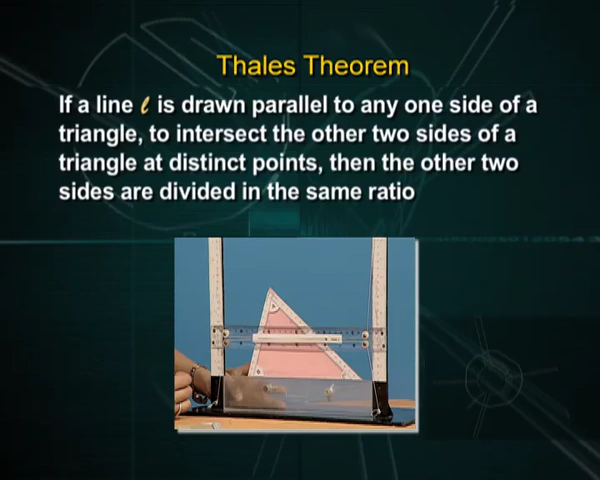 Thales Theorem
If a line ℓ is drawn parallel to any one side of a
triangle, to intersect the other two sides of a
triangle at distinct points, then the other two
sides are divided in the same ratio